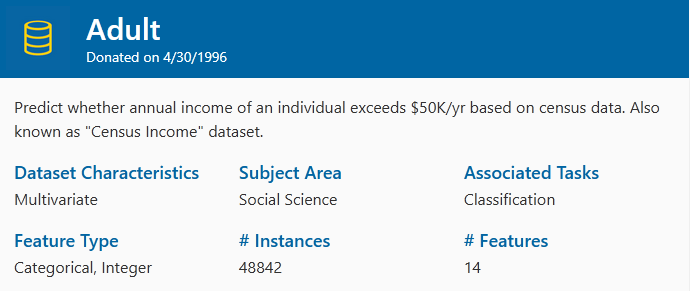 Adult
Donated on 4/30/1996
Predict whether annual income of an individual exceeds $50K/yr based on census data. Also
known as "Census Income" dataset.
Dataset Characteristics
Subject Area
Associated Tasks
Multivariate
Social Science
Classification
Feature Type
# Instances
# Features
Categorical, Integer
48842
14